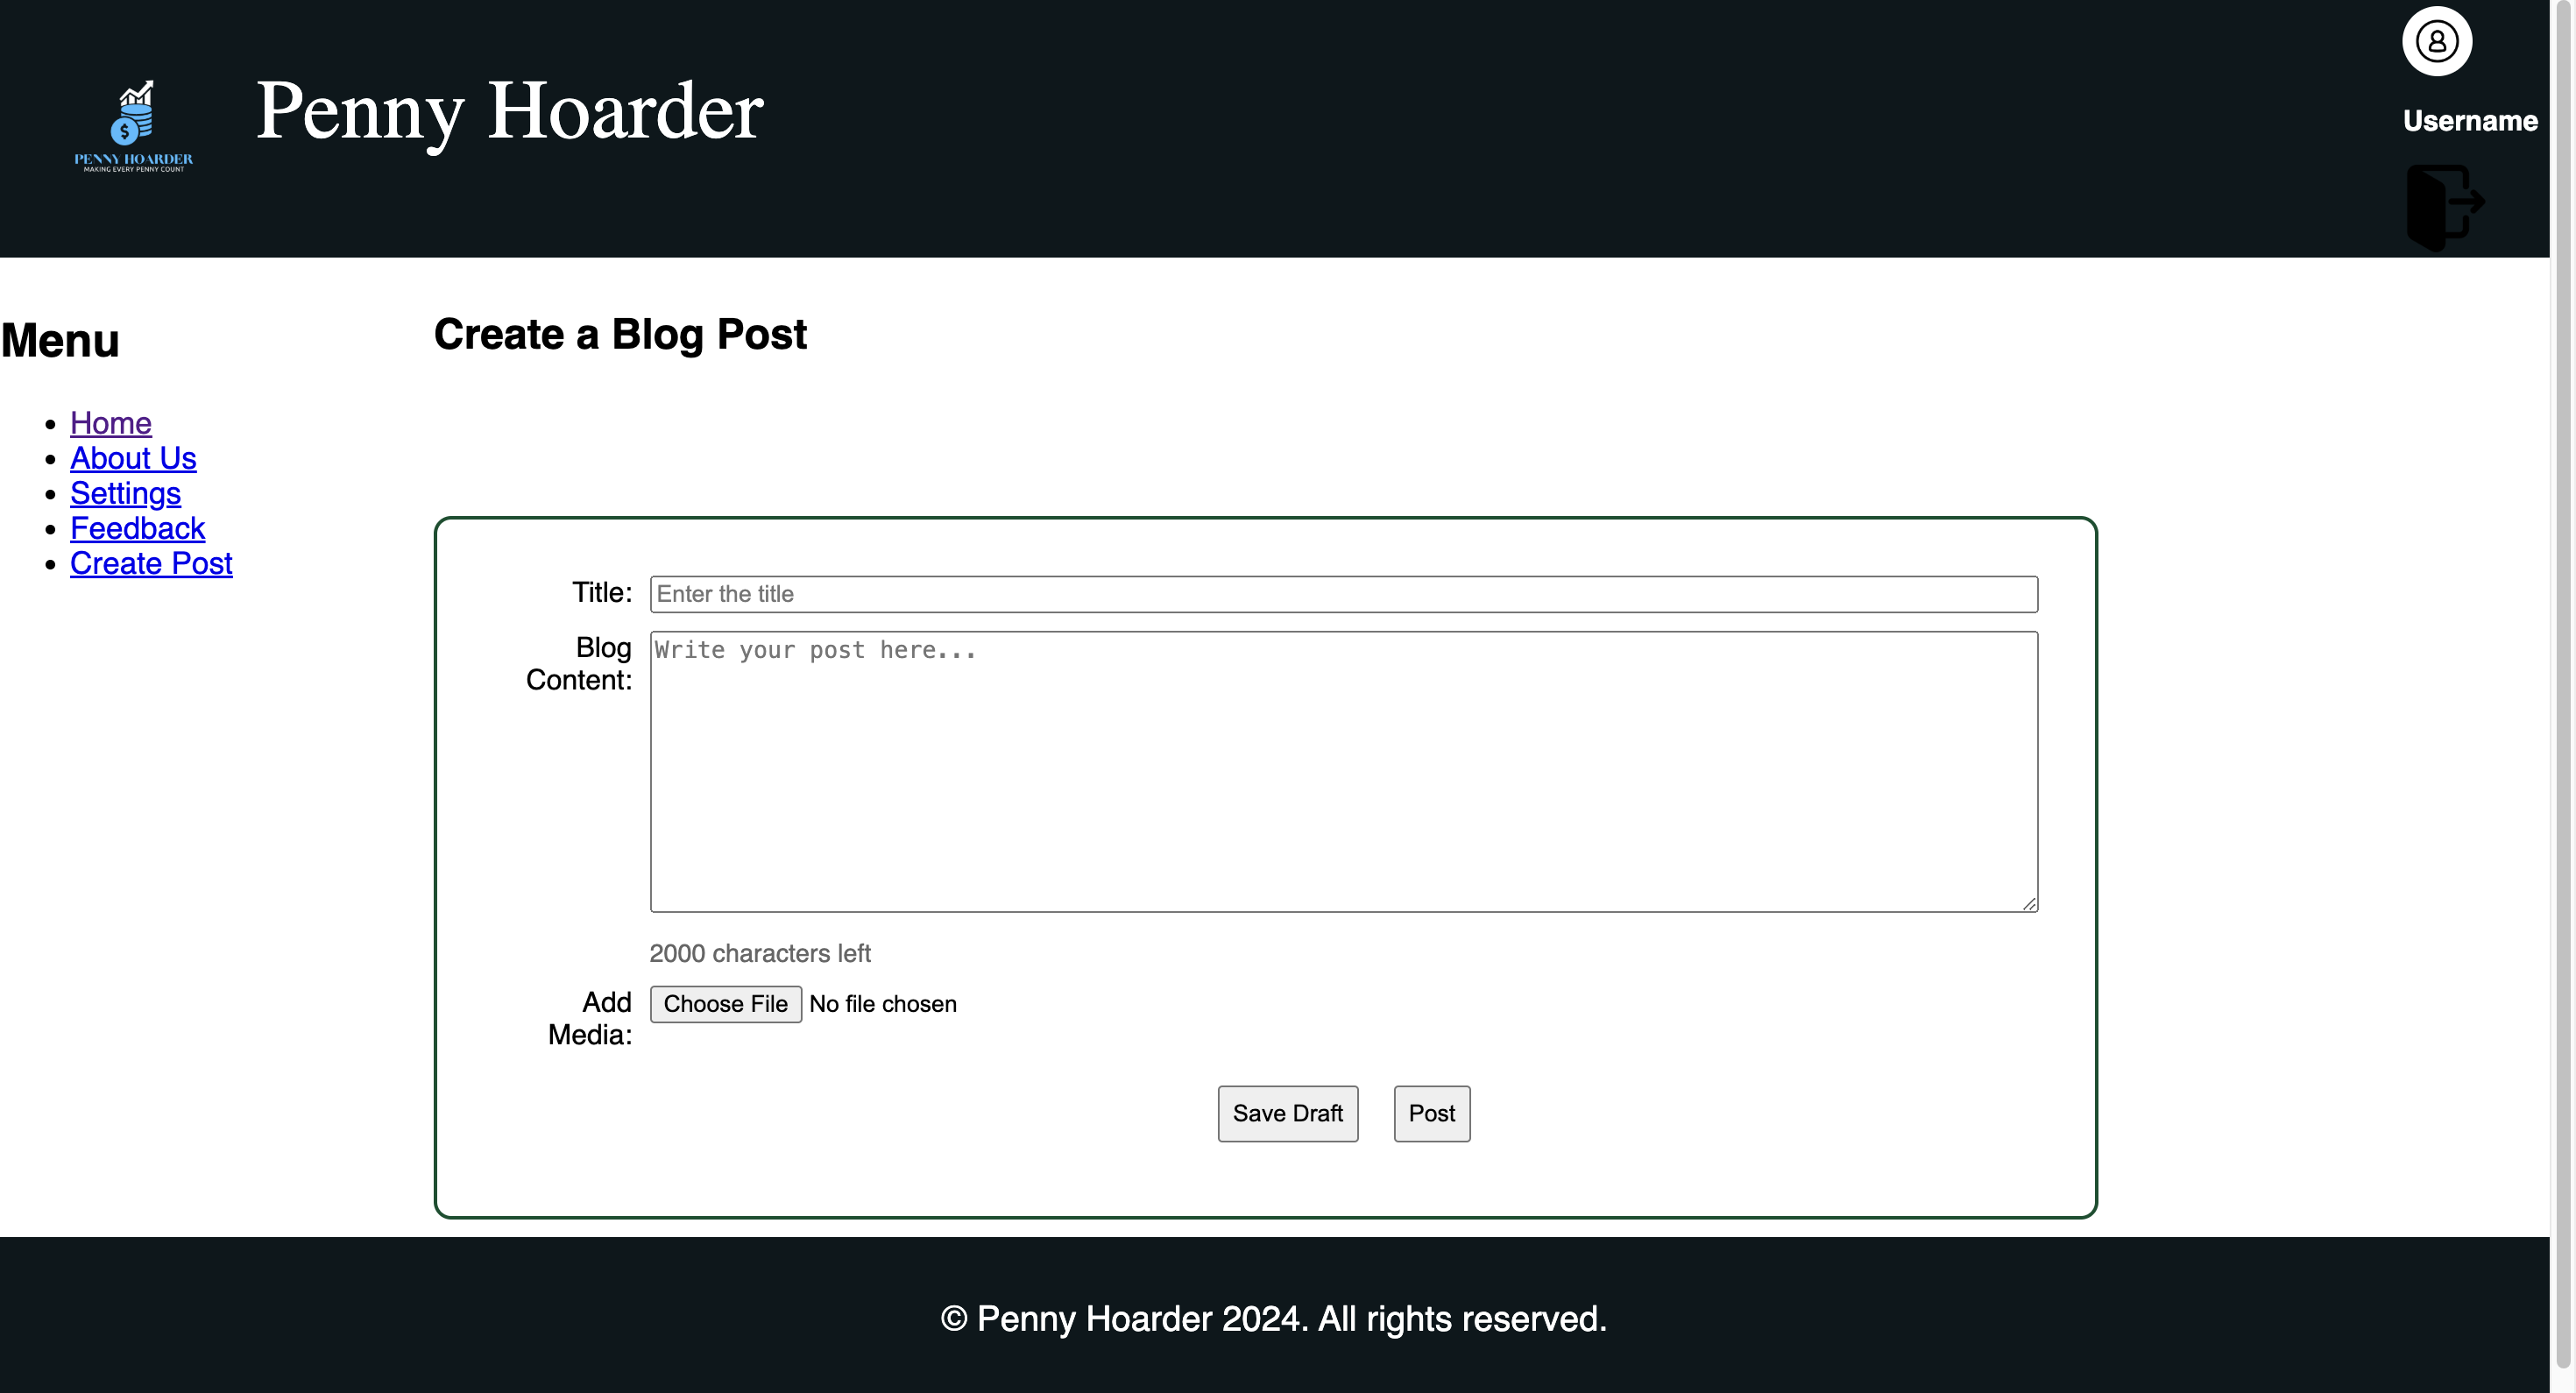 PENNY HOARDER
MAKING EVERY PENNY COUNT
Penny Hoarder
Username
Menu
Home
About Us
Settings
Feedback
Create Post
Create a Blog Post
Title:
Enter the title
Blog
Content:
Write your post here...
2000 characters left
Add
Media:
Choose File No file chosen
Save Draft
Post
© Penny Hoarder 2024. All rights reserved.